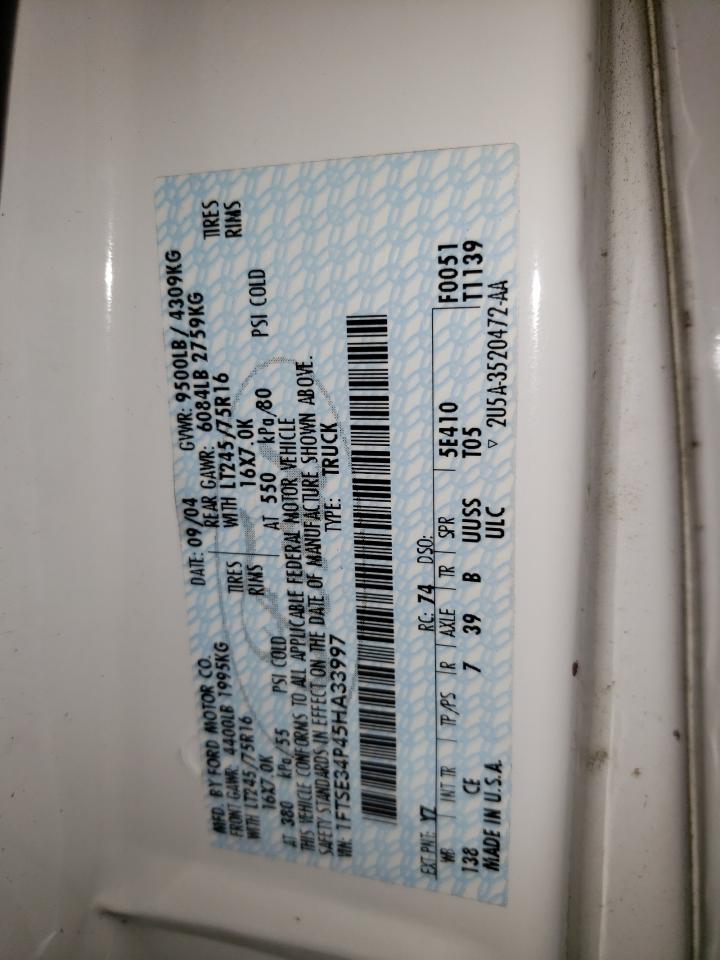 MFD. BY FORD MOTOR CO.
DATE: 09/04 GVWR: 9500LB / 4309KG
FRONT GAWR: 4400LB 1995KG REAR GAWR: 6084LB 2759KG
WITH LT245/75R16 TIRES WITH LT245/75R16 TIRES
16X7.0K RIMS 16X7.0K RIMS
AT 380 kPa/55 PSI COLD AT 550 kPa/80 PSI COLD
THIS VEHICLE CONFORMS TO ALL APPLICABLE FEDERAL MOTOR VEHICLE
SAFETY STANDARDS IN EFFECT ON THE DATE OF MANUFACTURE SHOWN ABOVE.
VIN: 1FTSE34P45HA33997 TYPE: TRUCK
EXT PNT: YZ RC: 74 DSO:
WB INT TR TP/PS R AXLE TR SPR 5E410 F0051
138 CE 7 39 B UUSS T05 T1139
MADE IN U.S.A. ULC ▽ 2U5A-3520472-AA